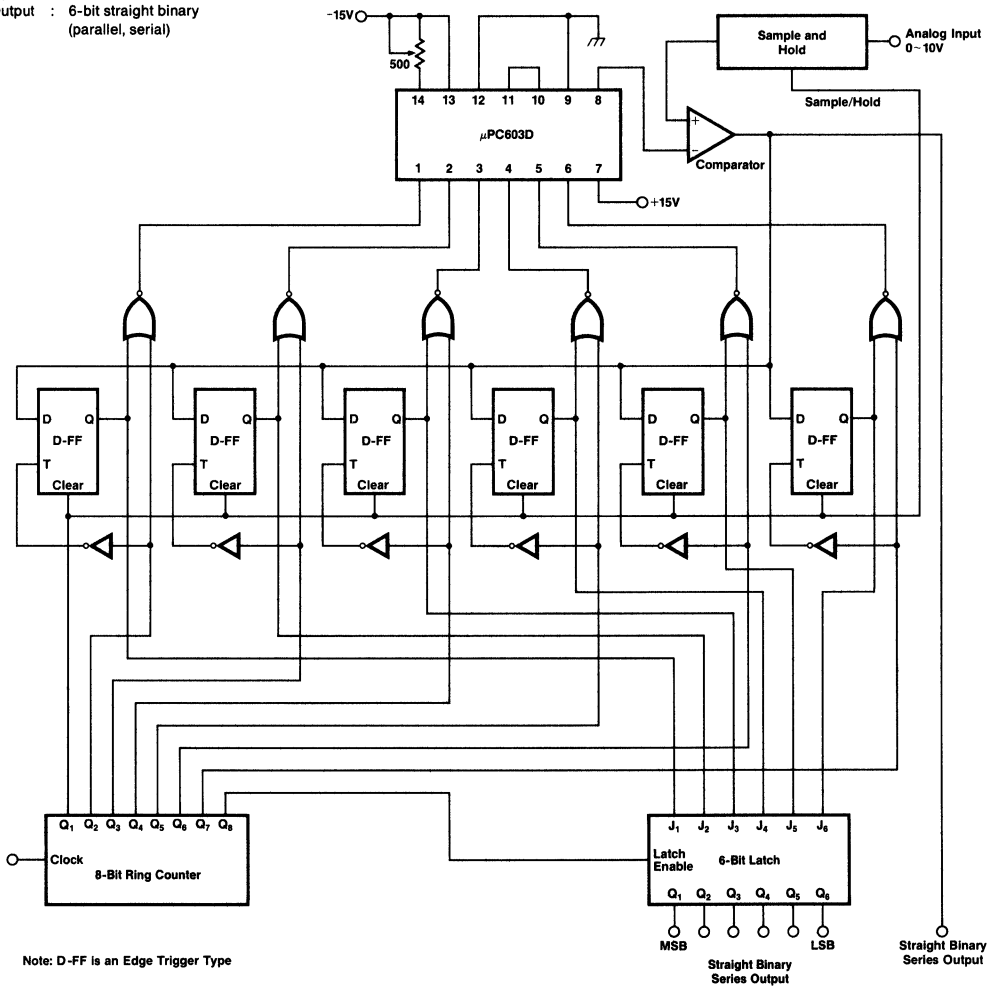 utput : 6-bit straight binary
(parallel, serial)
-15V
500
14 13 12 11 10 9 8
μPC603D
1 2 3 4 5 6 7
+15V
Sample and
Hold
Analog Input
0~10V
Sample/Hold
+
-
Comparator
D Q
D-FF
T
Clear
D Q
D-FF
T
Clear
D Q
D-FF
T
Clear
D Q
D-FF
T
Clear
D Q
D-FF
T
Clear
D Q
D-FF
T
Clear
Q1 Q2 Q3 Q4 Q5 Q6 Q7 Q8
Clock
8-Bit Ring Counter
J1 J2 J3 J4 J5 J6
Latch
Enable
6-Bit Latch
Q1 Q2 Q3 Q4 Q5 Q6
MSB LSB
Straight Binary
Series Output
Straight Binary
Series Output
Note: D-FF is an Edge Trigger Type